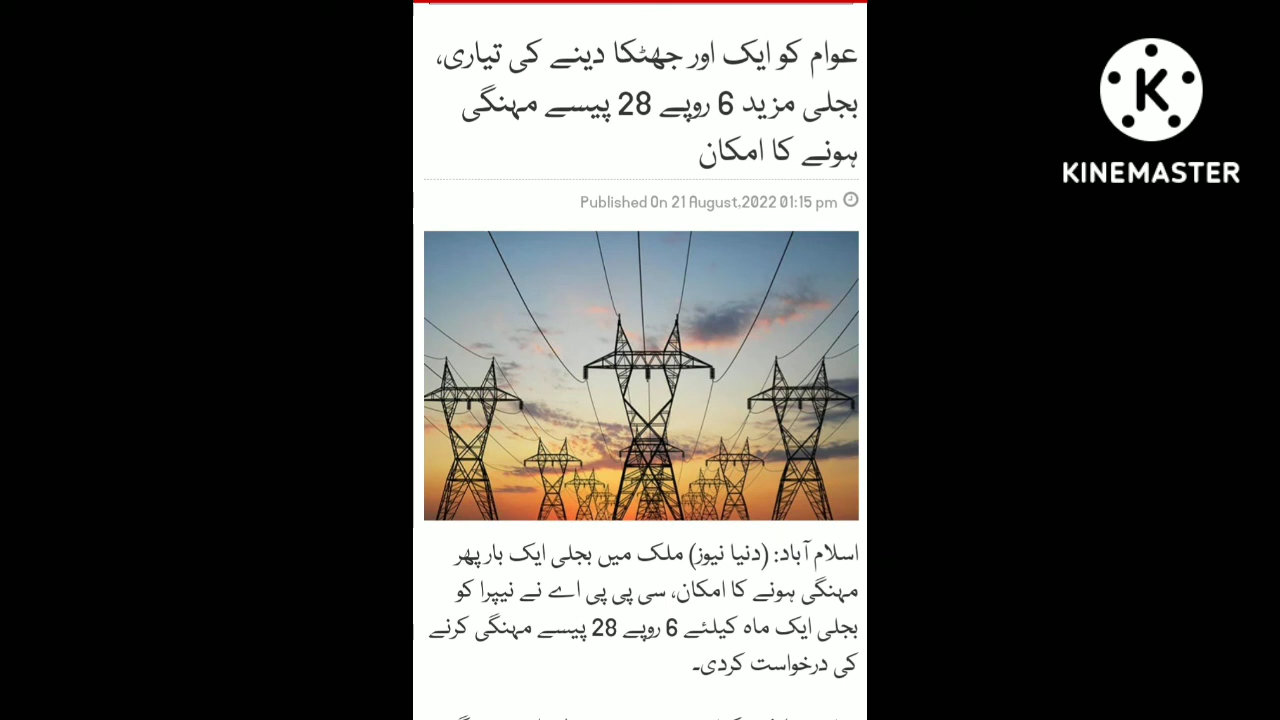 عوام کو ایک اور جھٹکا دینے کی تیاری،
بجلی مزید 6 روپے 28 پیسے مہنگی
ہونے کا امکان
Published On 21 August,2022 01:15 pm
اسلام آباد: (دنیا نیوز) ملک میں بجلی ایک بار پھر
مہنگی ہونے کا امکان، سی پی پی اے نے نیپرا کو
بجلی ایک ماہ کیلئے 6 روپے 28 پیسے مہنگی کرنے
کی درخواست کردی۔
K
KINEMASTER